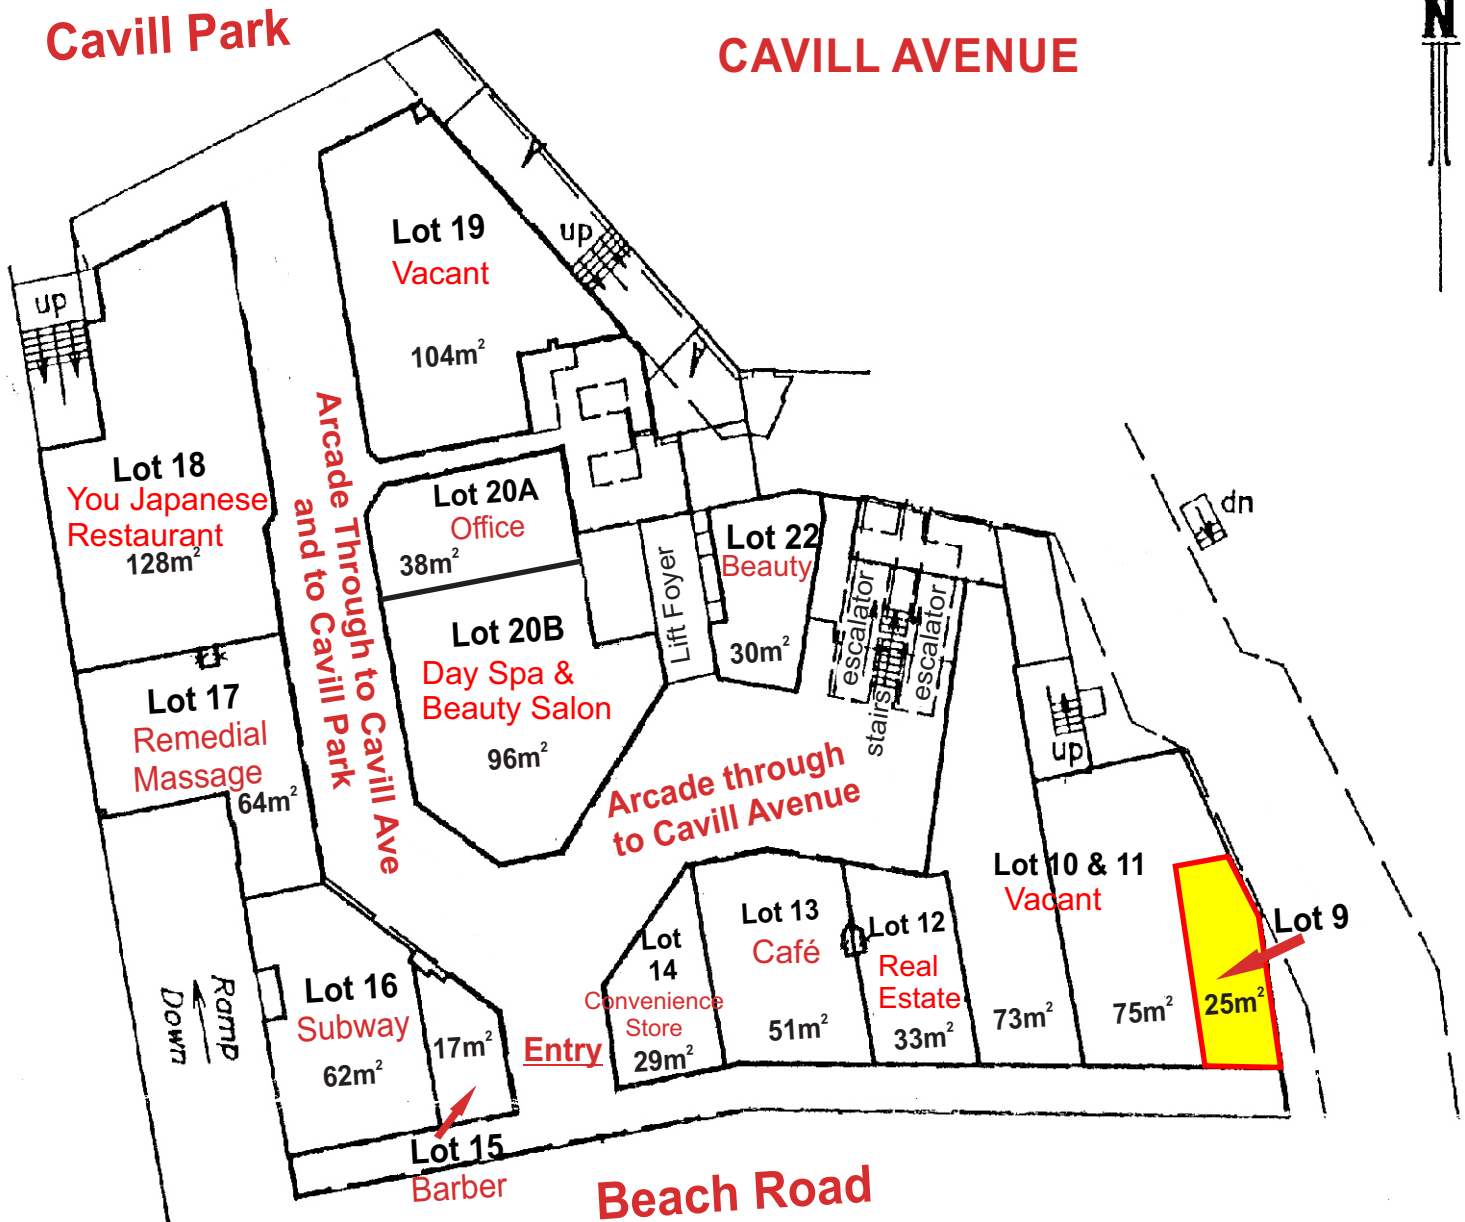 Cavill Park
CAVILL AVENUE
N
Lot 19
Vacant
104m²
up
up
Lot 18
You Japanese
Restaurant
128m²
Arcade Through to Cavill Ave
and to Cavill Park
Lot 20A
Office
38m²
Lot 20B
Day Spa &
Beauty Salon
96m²
Lift Foyer
Lot 22
Beauty
30m²
escalator
stairs
escalator
dn
up
Lot 17
Remedial
Massage
64m²
Arcade through
to Cavill Avenue
Lot 10 & 11
Vacant
73m²
75m²
Lot 9
25m²
Lot 12
Real
Estate
33m²
Lot 13
Café
51m²
Lot
14
Convenience
Store
29m²
Entry
Lot 16
Subway
62m²
17m²
Lot 15
Barber
Ramp
Down
Beach Road